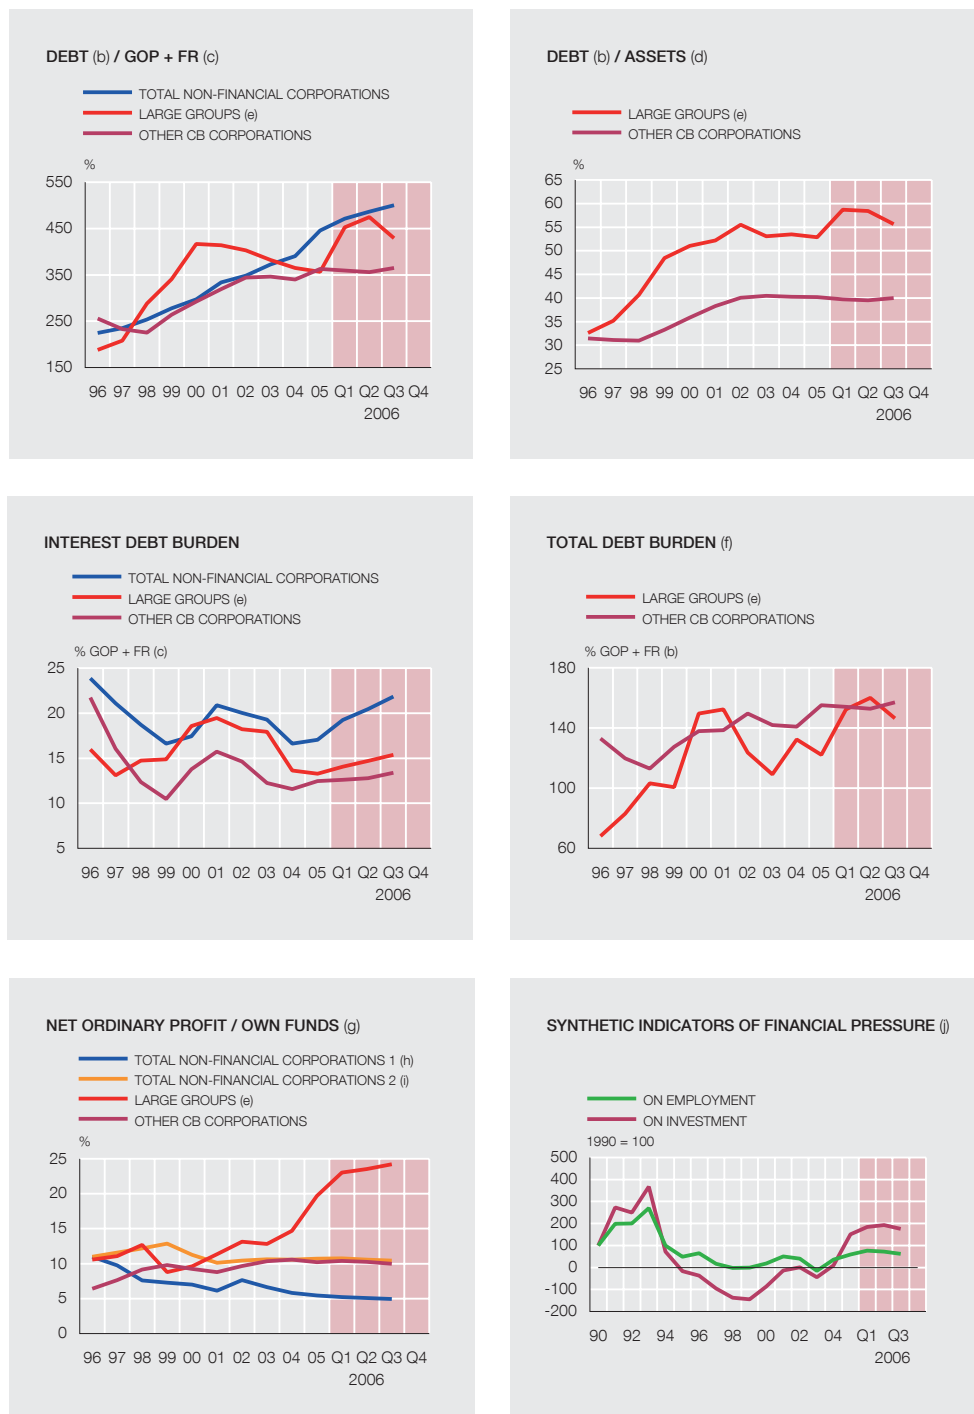 DEBT (b) / GOP + FR (c)
TOTAL NON-FINANCIAL CORPORATIONS
LARGE GROUPS (e)
OTHER CB CORPORATIONS
%
550
450
350
250
150
96 97 98 99 00 01 02 03 04 05 Q1 Q2 Q3 Q4
2006
DEBT (b) / ASSETS (d)
LARGE GROUPS (e)
OTHER CB CORPORATIONS
%
65
60
55
50
45
40
35
30
25
96 97 98 99 00 01 02 03 04 05 Q1 Q2 Q3 Q4
2006
INTEREST DEBT BURDEN
TOTAL NON-FINANCIAL CORPORATIONS
LARGE GROUPS (e)
OTHER CB CORPORATIONS
% GOP + FR (c)
25
20
15
10
5
96 97 98 99 00 01 02 03 04 05 Q1 Q2 Q3 Q4
2006
TOTAL DEBT BURDEN (f)
LARGE GROUPS (e)
OTHER CB CORPORATIONS
% GOP + FR (b)
180
140
100
60
96 97 98 99 00 01 02 03 04 05 Q1 Q2 Q3 Q4
2006
NET ORDINARY PROFIT / OWN FUNDS (g)
TOTAL NON-FINANCIAL CORPORATIONS 1 (h)
TOTAL NON-FINANCIAL CORPORATIONS 2 (i)
LARGE GROUPS (e)
OTHER CB CORPORATIONS
%
25
20
15
10
5
0
96 97 98 99 00 01 02 03 04 05 Q1 Q2 Q3 Q4
2006
SYNTHETIC INDICATORS OF FINANCIAL PRESSURE (j)
ON EMPLOYMENT
ON INVESTMENT
1990 = 100
500
400
300
200
100
0
-100
-200
90 92 94 96 98 00 02 04 Q1 Q3
2006